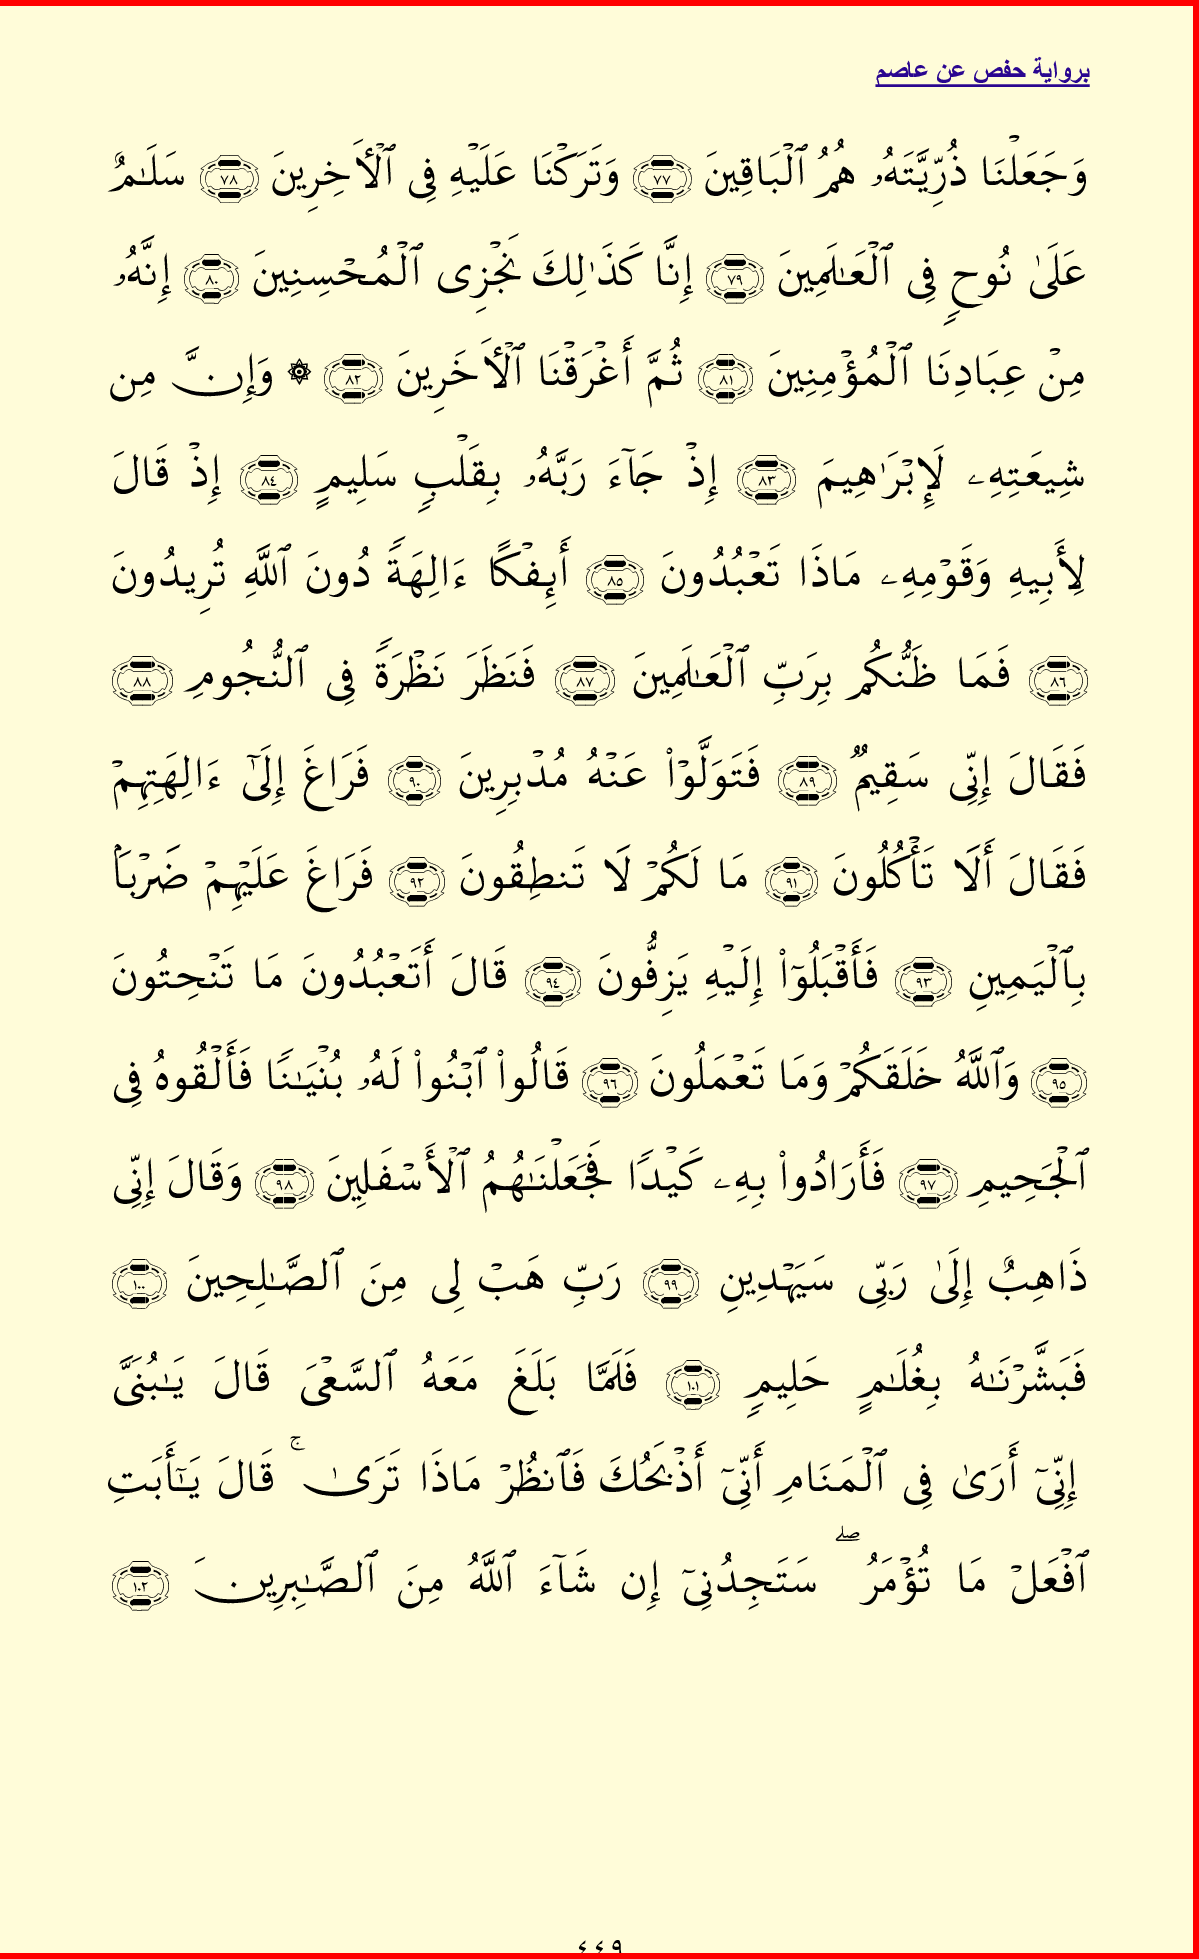 برواية حفص عن عاصم
وَجَعَلْنَا ذُرِّيَّتَهُۥ هُمُ ٱلْبَاقِينَ ٧٧ وَتَرَكْنَا عَلَيْهِ فِى ٱلْأَخِرِينَ ٧٨ سَلَـٰمٌ
عَلَىٰ نُوحٍ فِى ٱلْعَـٰلَمِينَ ٧٩ إِنَّا كَذَٰلِكَ نَجْزِى ٱلْمُحْسِنِينَ ٨٠ إِنَّهُۥ
مِنْ عِبَادِنَا ٱلْمُؤْمِنِينَ ٨١ ثُمَّ أَغْرَقْنَا ٱلْأَخَرِينَ ٨٢ ۞ وَإِنَّ مِن
شِيعَتِهِۦ لَإِبْرَٰهِيمَ ٨٣ إِذْ جَآءَ رَبَّهُۥ بِقَلْبٍ سَلِيمٍ ٨٤ إِذْ قَالَ
لِأَبِيهِ وَقَوْمِهِۦ مَاذَا تَعْبُدُونَ ٨٥ أَئِفْكًا ءَالِهَةً دُونَ ٱللَّهِ تُرِيدُونَ
٨٦ فَمَا ظَنُّكُم بِرَبِّ ٱلْعَـٰلَمِينَ ٨٧ فَنَظَرَ نَظْرَةً فِى ٱلنُّجُومِ ٨٨
فَقَالَ إِنِّى سَقِيمٌ ٨٩ فَتَوَلَّوْا۟ عَنْهُ مُدْبِرِينَ ٩٠ فَرَاغَ إِلَىٰٓ ءَالِهَتِهِمْ
فَقَالَ أَلَا تَأْكُلُونَ ٩١ مَا لَكُمْ لَا تَنطِقُونَ ٩٢ فَرَاغَ عَلَيْهِمْ ضَرْبًۢا
بِٱلْيَمِينِ ٩٣ فَأَقْبَلُوٓا۟ إِلَيْهِ يَزِفُّونَ ٩٤ قَالَ أَتَعْبُدُونَ مَا تَنْحِتُونَ
٩٥ وَٱللَّهُ خَلَقَكُمْ وَمَا تَعْمَلُونَ ٩٦ قَالُوا۟ ٱبْنُوا۟ لَهُۥ بُنْيَـٰنًا فَأَلْقُوهُ فِى
ٱلْجَحِيمِ ٩٧ فَأَرَادُوا۟ بِهِۦ كَيْدًا فَجَعَلْنَـٰهُمُ ٱلْأَسْفَلِينَ ٩٨ وَقَالَ إِنِّى
ذَاهِبٌ إِلَىٰ رَبِّى سَيَهْدِينِ ٩٩ رَبِّ هَبْ لِى مِنَ ٱلصَّـٰلِحِينَ ١٠٠
فَبَشَّرْنَـٰهُ بِغُلَـٰمٍ حَلِيمٍ ١٠١ فَلَمَّا بَلَغَ مَعَهُ ٱلسَّعْىَ قَالَ يَـٰبُنَىَّ
إِنِّىٓ أَرَىٰ فِى ٱلْمَنَامِ أَنِّىٓ أَذْبَحُكَ فَٱنظُرْ مَاذَا تَرَىٰ ۚ قَالَ يَـٰٓأَبَتِ
ٱفْعَلْ مَا تُؤْمَرُ ۖ سَتَجِدُنِىٓ إِن شَآءَ ٱللَّهُ مِنَ ٱلصَّـٰبِرِينَ ١٠٢
٤٤٩